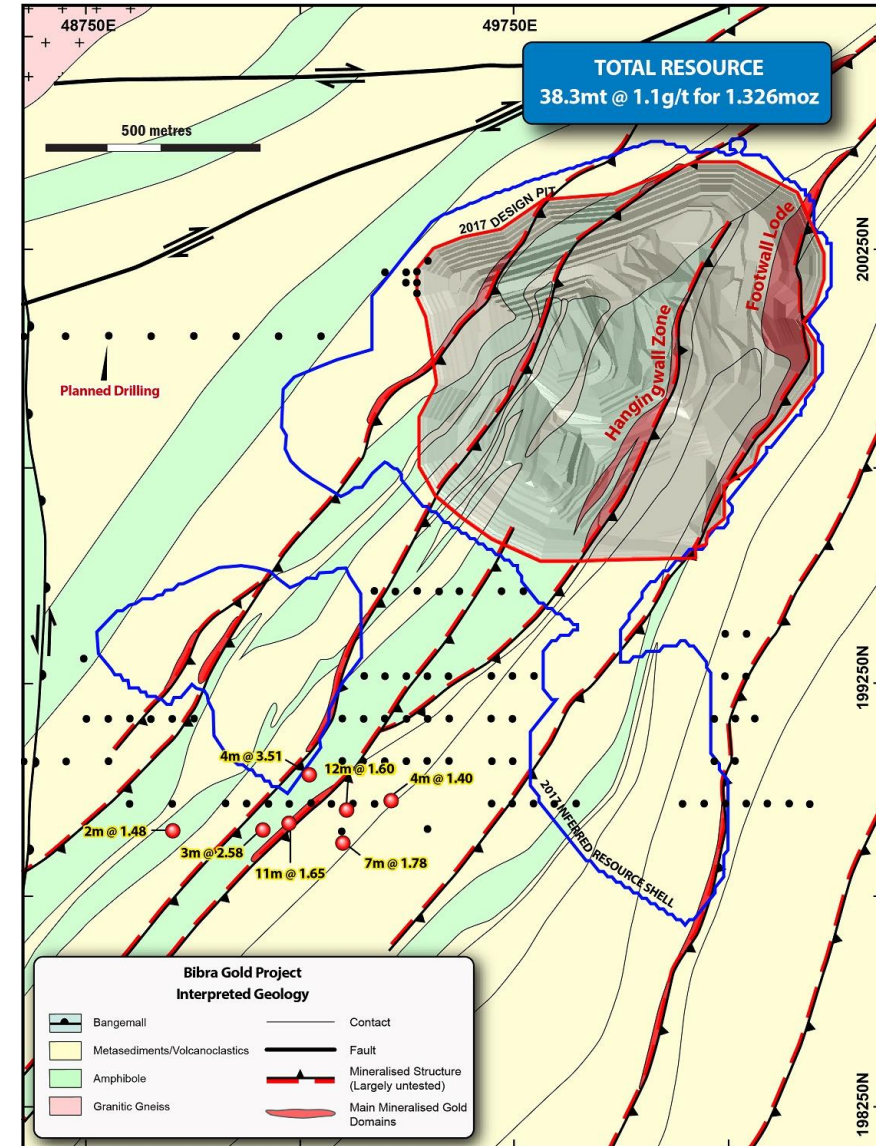 48750E
49750E
TOTAL RESOURCE
38.3mt @ 1.1g/t for 1.326moz
500 metres
2017 DESIGN PIT
Footwall Lode
200250N
Hangingwall Zone
Planned Drilling
199250N
4m @ 3.51
12m @ 1.60
4m @ 1.40
2m @ 1.48
3m @ 2.58
11m @ 1.65
7m @ 1.78
2017 INFERRED RESOURCE SHELL
Bibra Gold Project
Interpreted Geology
Bangemall
Metasediments/Volcanoclastics
Amphibole
Granitic Gneiss
Contact
Fault
Mineralised Structure
(Largely untested)
Main Mineralised Gold
Domains
198250N